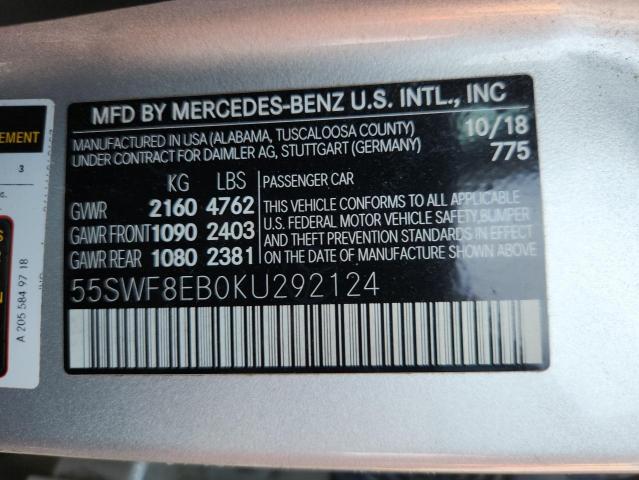 MFD BY MERCEDES-BENZ U.S. INTL., INC
MANUFACTURED IN USA (ALABAMA, TUSCALOOSA COUNTY) 10/18
UNDER CONTRACT FOR DAIMLER AG, STUTTGART (GERMANY) 775
KG LBS
GVWR 2160 4762
GAWR FRONT 1090 2403
GAWR REAR 1080 2381
PASSENGER CAR
THIS VEHICLE CONFORMS TO ALL APPLICABLE
U.S. FEDERAL MOTOR VEHICLE SAFETY, BUMPER
AND THEFT PREVENTION STANDARDS IN EFFECT
ON THE DATE OF MANUFACTURE SHOWN ABOVE
55SWF8EB0KU292124
EMENT
3
A 205 584 97 18